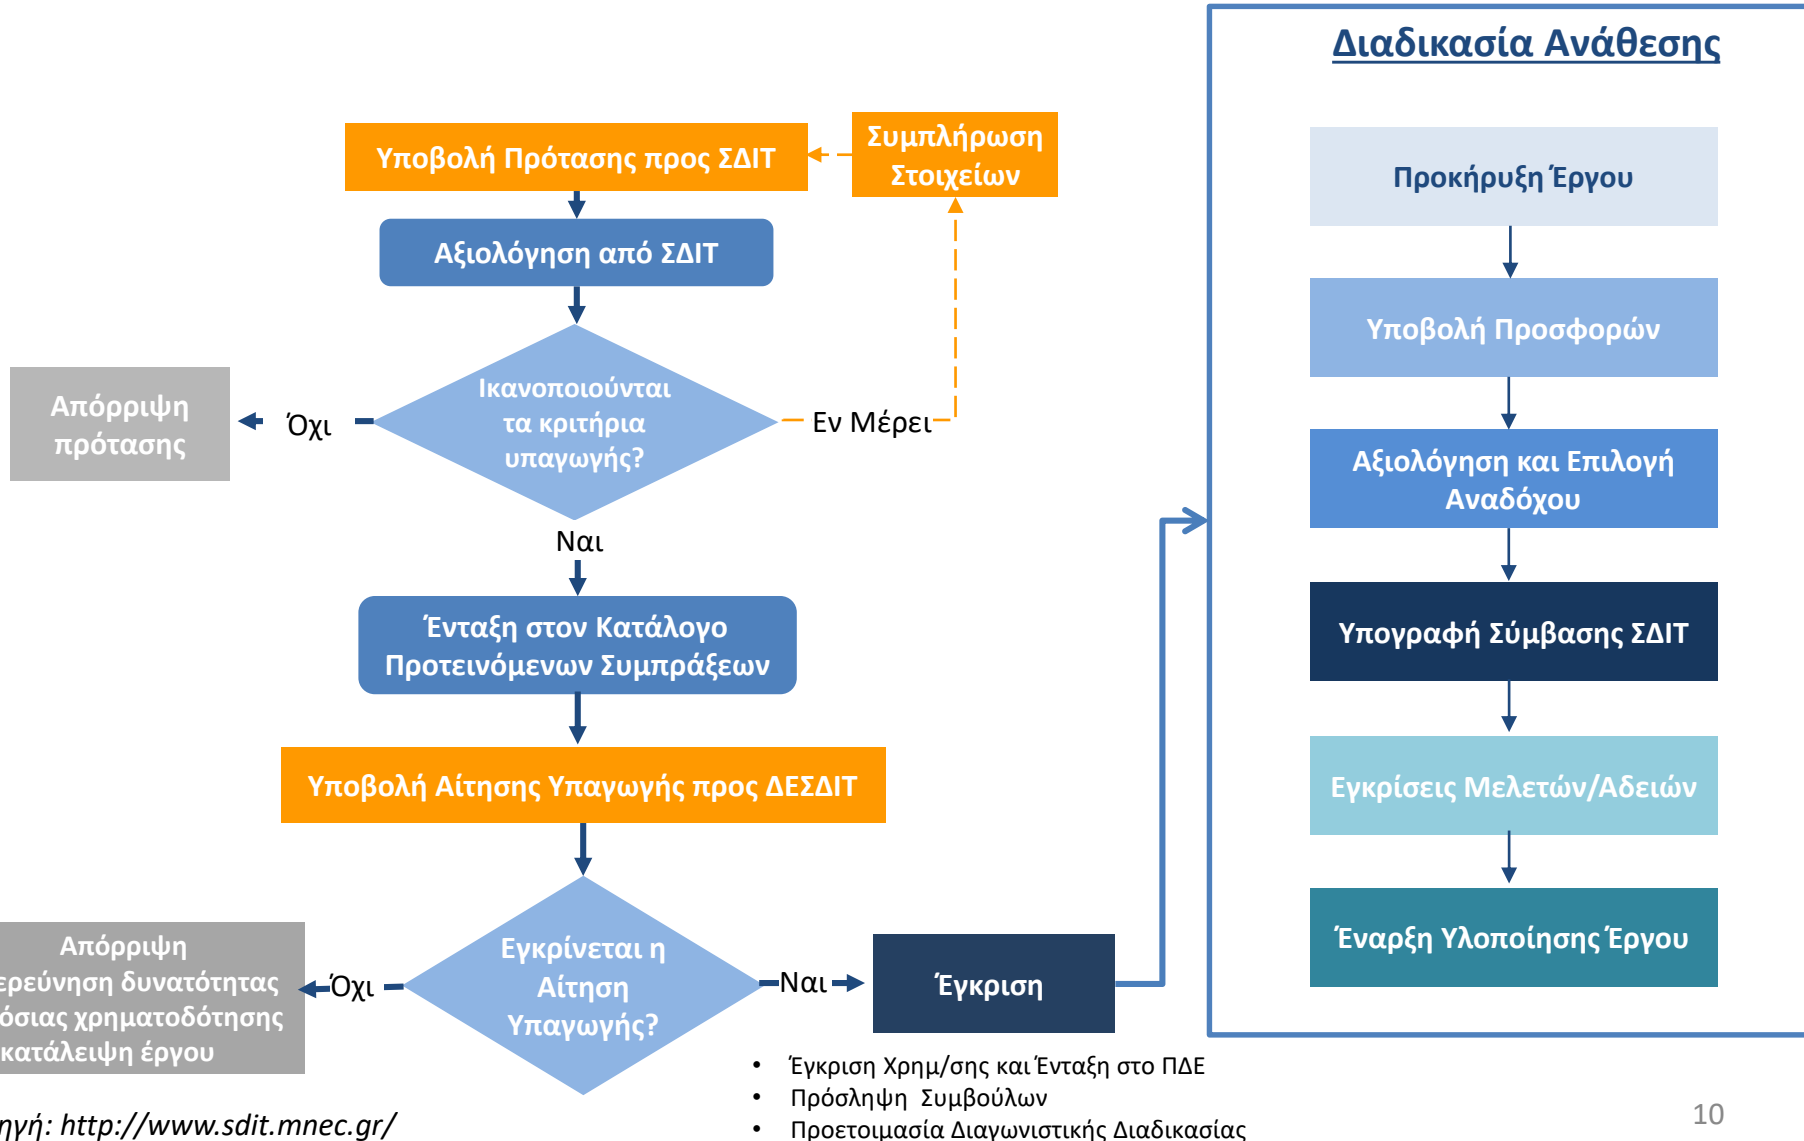 Διαδικασία Ανάθεσης
Υποβολή Πρότασης προς ΣΔΙΤ
Συμπλήρωση
Στοιχείων
Αξιολόγηση από ΣΔΙΤ
Ικανοποιούνται
τα κριτήρια
υπαγωγής?
Όχι
Απόρριψη
πρότασης
Εν Μέρει
Ναι
Ένταξη στον Κατάλογο
Προτεινόμενων Συμπράξεων
Υποβολή Αίτησης Υπαγωγής προς ΔΕΣΔΙΤ
Εγκρίνεται η
Αίτηση
Υπαγωγής?
Όχι
Απόρριψη
δυνατότητας
χρηματοδότησης
κατάλειψη έργου
Ναι
Έγκριση
• Έγκριση Χρημ/σης και Ένταξη στο ΠΔΕ
• Πρόσληψη Συμβούλων
• Προετοιμασία Διαγωνιστικής Διαδικασίας
Προκήρυξη Έργου
Υποβολή Προσφορών
Αξιολόγηση και Επιλογή
Αναδόχου
Υπογραφή Σύμβασης ΣΔΙΤ
Εγκρίσεις Μελετών/Αδειών
Έναρξη Υλοποίησης Έργου
ηγή: http://www.sdit.mnec.gr/
10